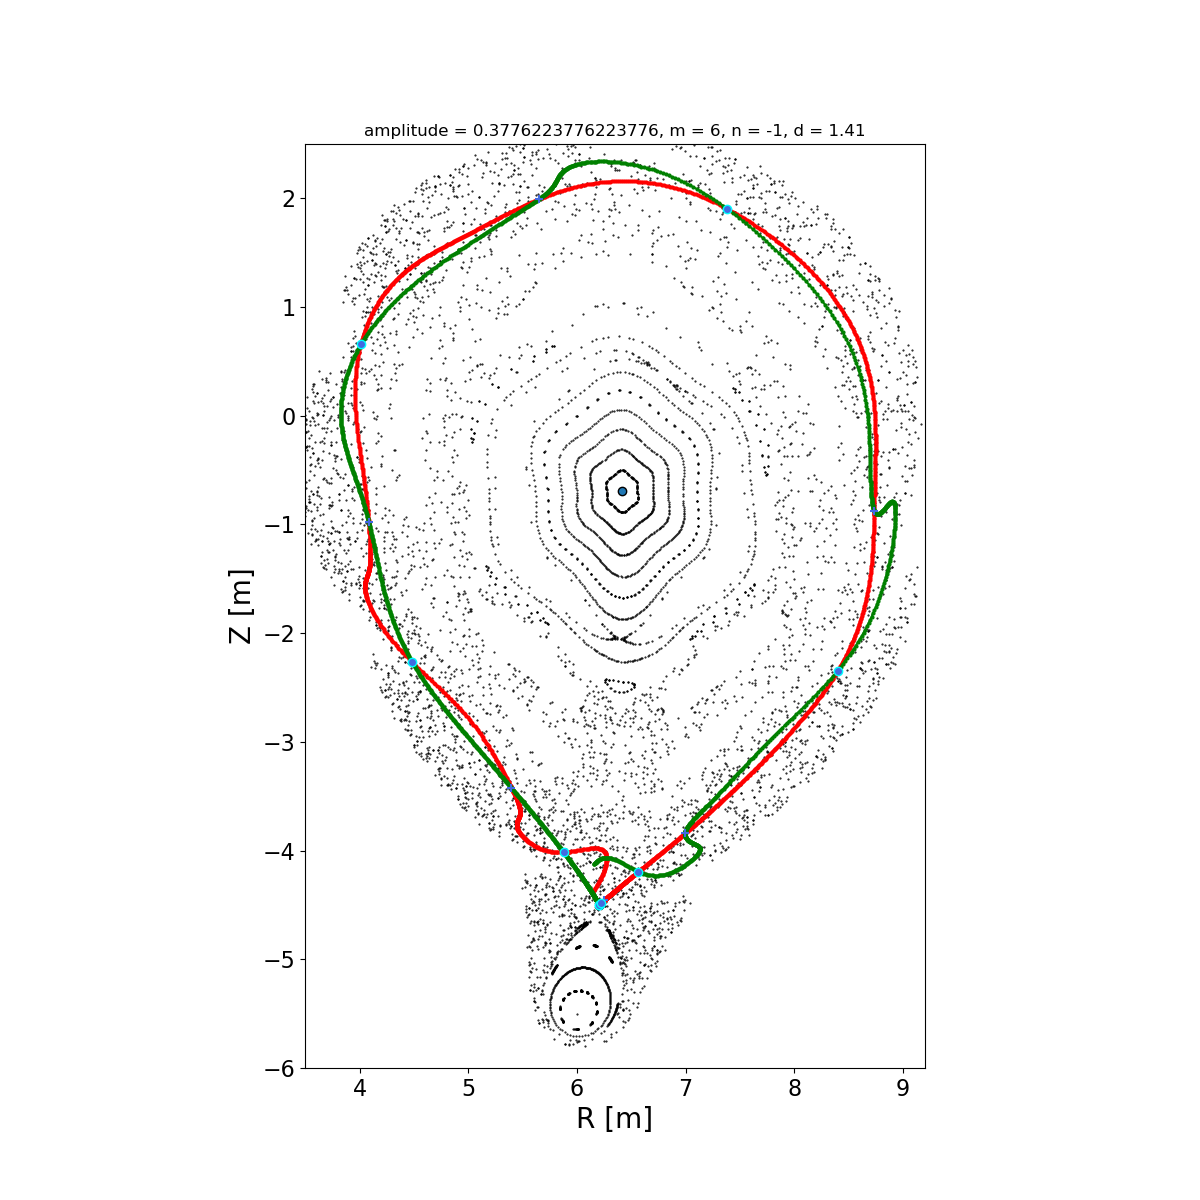 amplitude = 0.3776223776223776, m = 6, n = -1, d = 1.41
2
1
0
−1
−2
−3
−4
−5
−6
Z [m]
4 5 6 7 8 9
R [m]